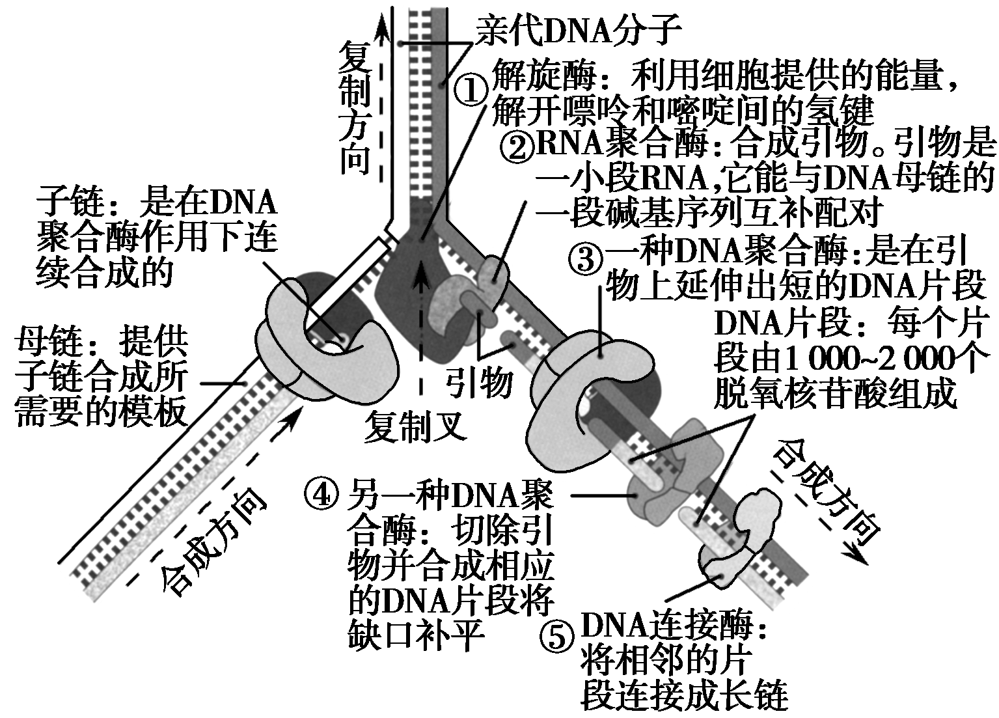 亲代DNA分子
复制方向
①解旋酶：利用细胞提供的能量，
解开嘌呤和嘧啶间的氢键
②RNA聚合酶:合成引物。引物是
一小段RNA,它能与DNA母链的
一段碱基序列互补配对
子链：是在DNA
聚合酶作用下连
续合成的
③一种DNA聚合酶:是在引
物上延伸出短的DNA片段
DNA片段：每个片
段由1 000~2 000个
脱氧核苷酸组成
母链：提供
子链合成所
需要的模板
引物
复制叉
合成方向
合成方向
④另一种DNA聚
合酶：切除引
物并合成相应
的DNA片段将
缺口补平
⑤DNA连接酶：
将相邻的片
段连接成长链